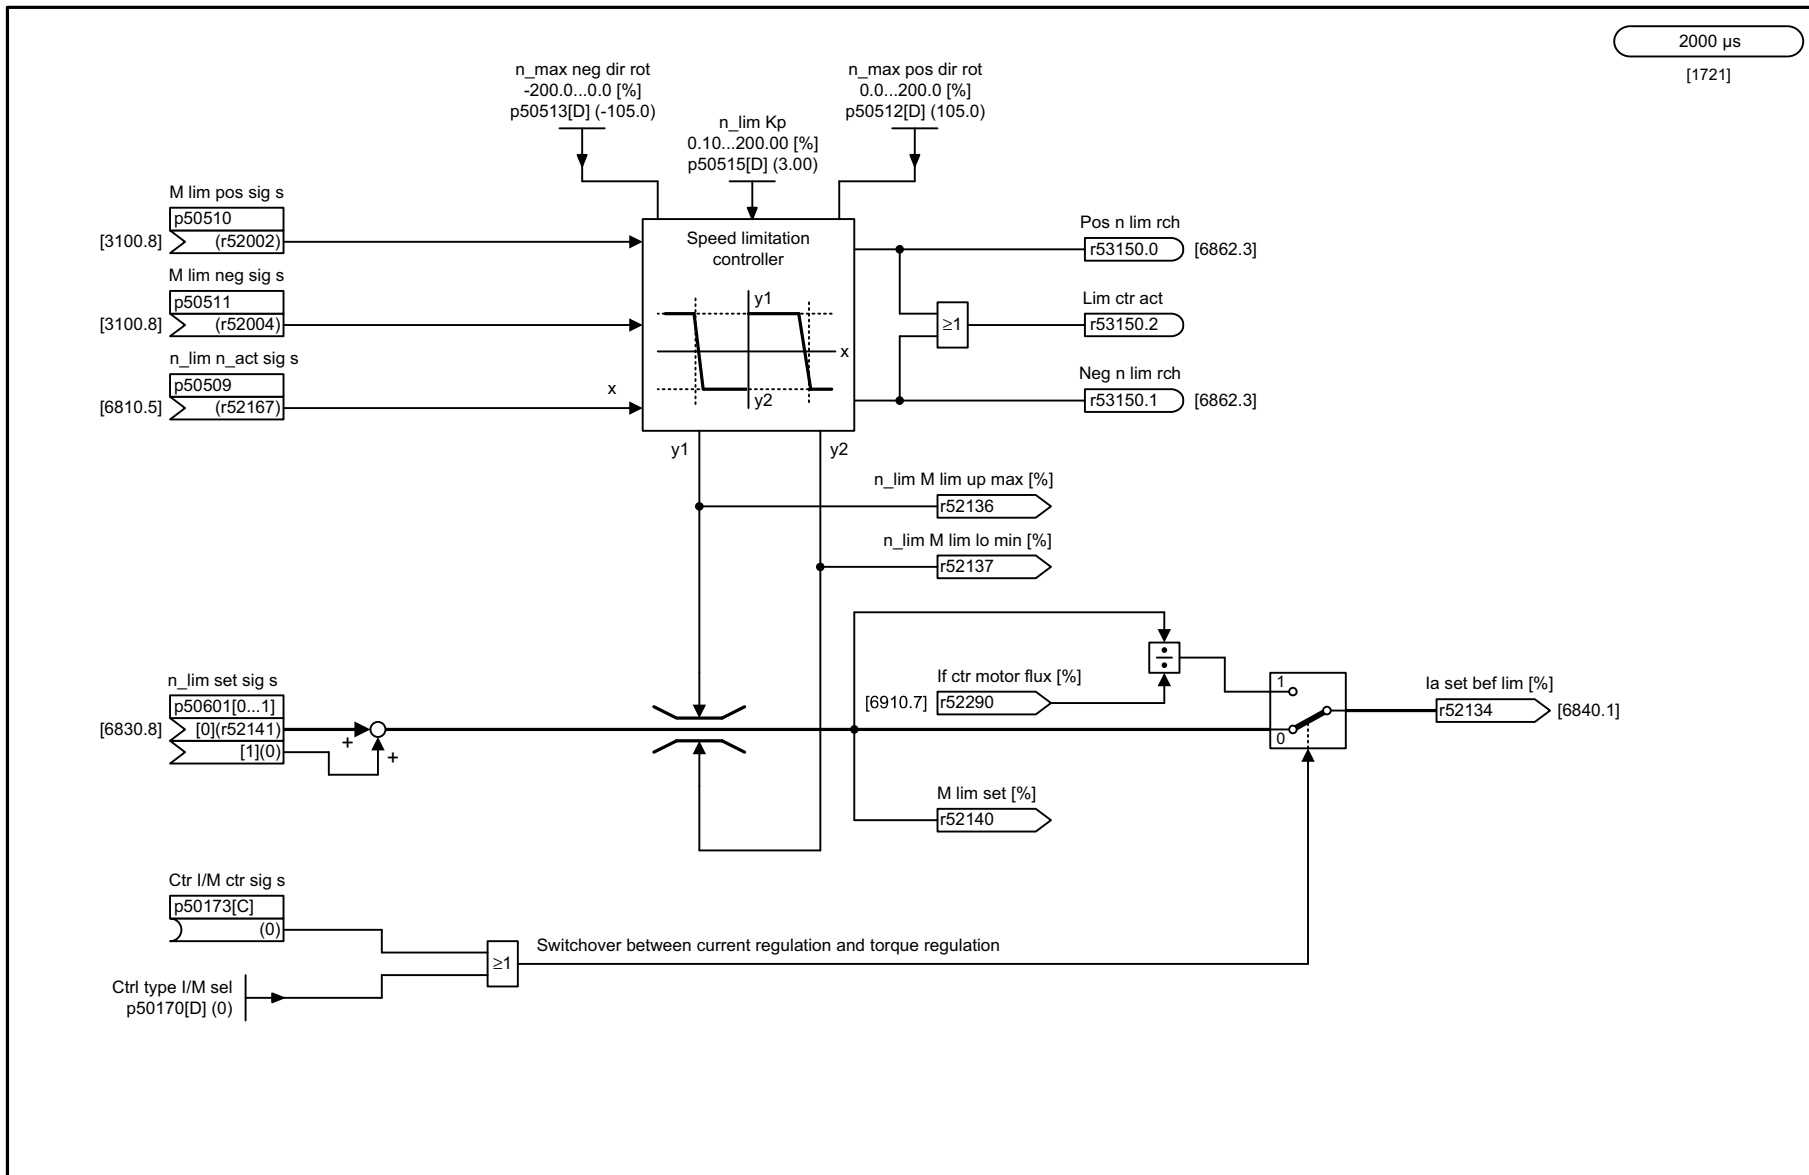 2000 µs
[1721]
n_max neg dir rot
-200.0...0.0 [%]
p50513[D] (-105.0)
n_lim Kp
0.10...200.00 [%]
p50515[D] (3.00)
n_max pos dir rot
0.0...200.0 [%]
p50512[D] (105.0)
M lim pos sig s
p50510
[3100.8] (r52002)
M lim neg sig s
p50511
[3100.8] (r52004)
n_lim n_act sig s
p50509
[6810.5] (r52167)
x
Speed limitation
controller
y1
x
y2
Pos n lim rch
r53150.0 [6862.3]
Lim ctr act
≥1
r53150.2
Neg n lim rch
r53150.1 [6862.3]
y1
y2
n_lim M lim up max [%]
r52136
n_lim M lim lo min [%]
r52137
n_lim set sig s
p50601[0...1]
[6830.8] [0](r52141)
[1](0)
+
+
If ctr motor flux [%]
[6910.7] r52290
1
0
Ia set bef lim [%]
r52134 [6840.1]
M lim set [%]
r52140
Ctr I/M ctr sig s
p50173[C]
(0)
≥1
Switchover between current regulation and torque regulation
Ctrl type I/M sel
p50170[D] (0)